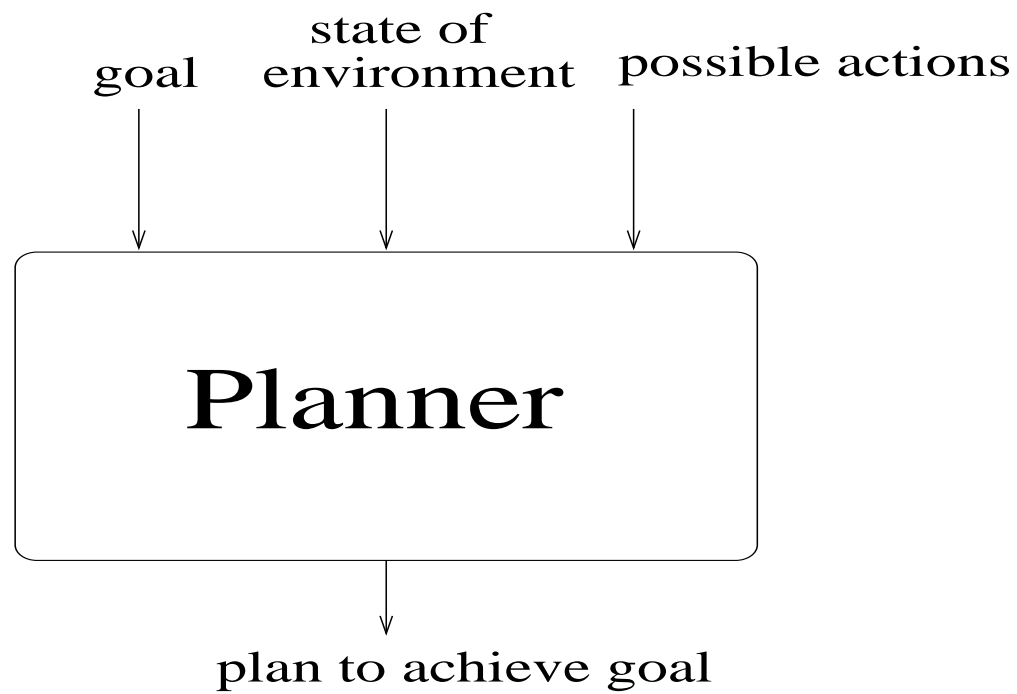 goal
state of
environment
possible actions
Planner
plan to achieve goal